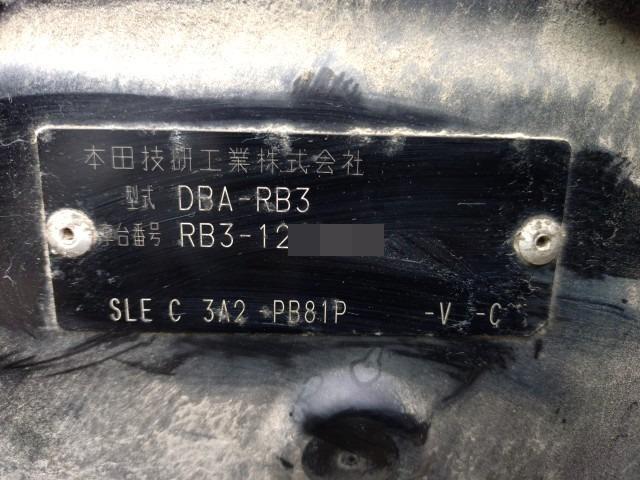 本田技研工業株式会社
型式 DBA-RB3
車台番号 RB3-12
SLE C 3A2 PB81P -V -C